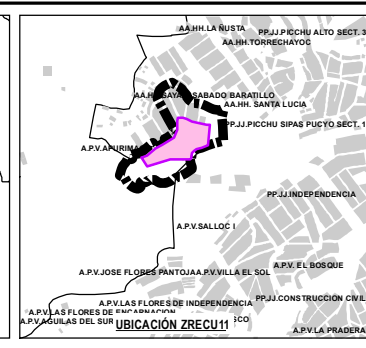 AA.HH.LA ÑUSTA
PP.JJ.PICCHU ALTO SECT. 3
AA.HH.TORRECHAYOC
SABADO BARATILLO
AA.HH. SANTA LUCIA
PP.JJ.PICCHU SIPAS PUCYO SECT. 1
A.P.V.APURIMA
PP.JJ.INDEPENDENCIA
A.P.V.SALLOC I
A.P.V. EL BOSQUE
A.P.V.JOSE FLORES PANTOJA
A.P.V.VILLA EL SOL
A.P.V.LAS FLORES DE INDEPENDENCIA
PP.JJ.CONSTRUCCION CIVIL
A.P.V.LAS FLORES DE ENCARNACION
A.P.V.AGUILAS DEL SUR
UBICACIÓN ZRECU11
A.P.V.LA PRADERA